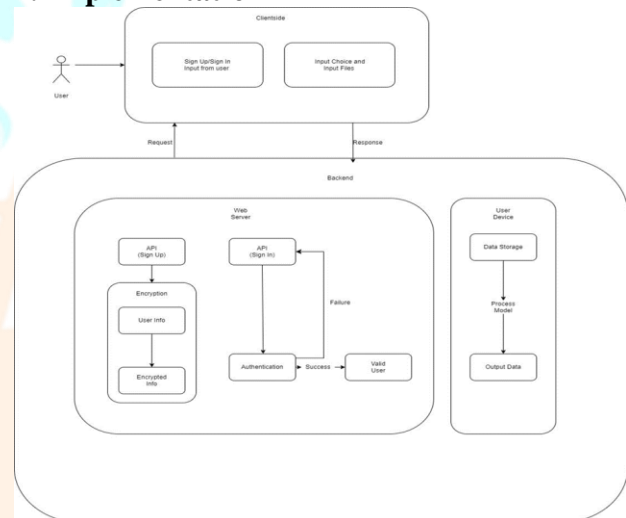 Clientside
Sign Up/Sign In
Input from user
Input Choice and
Input Files
User
Request
Response
Backend
Web
Server
User
Device
API
(Sign Up)
API
(Sign In)
Data Storage
Encryption
User Info
Failure
Process
Model
Encrypted
Info
Authentication
Success
Valid
User
Output Data